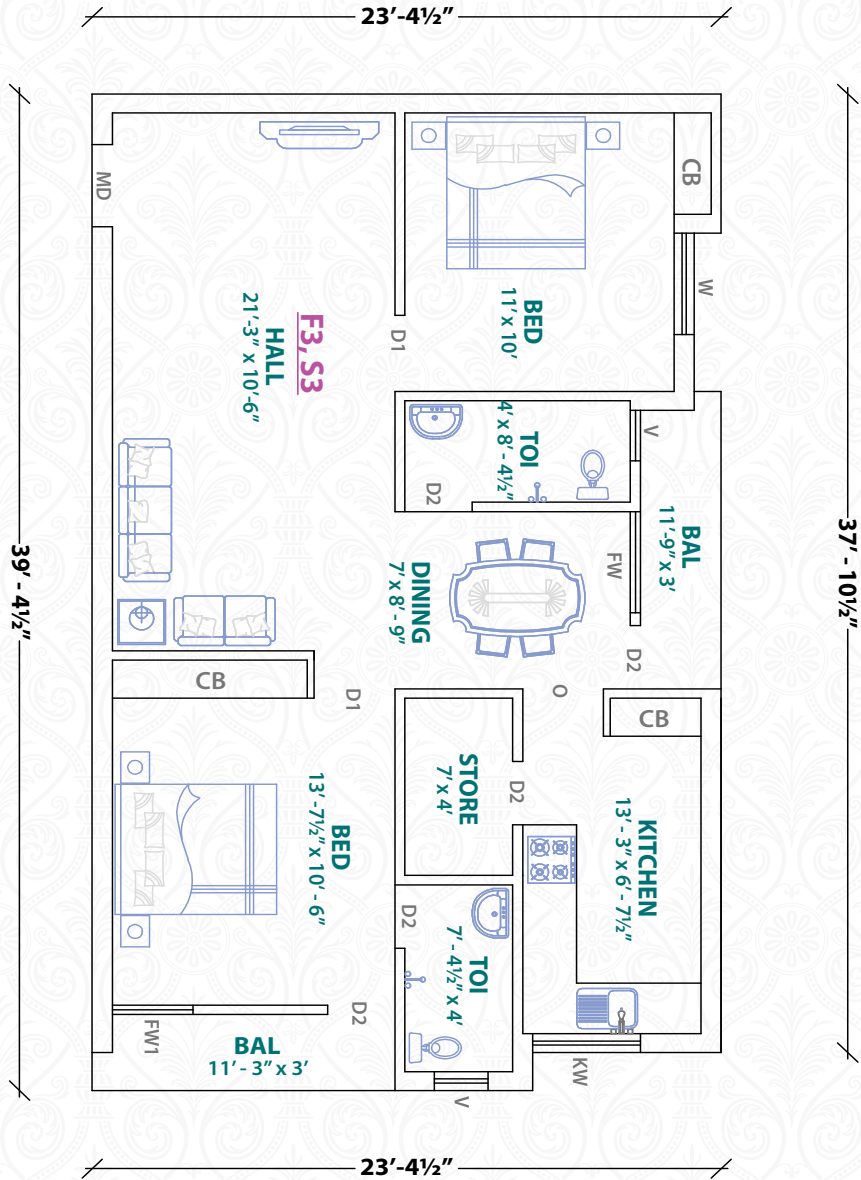 23'-4½"
39' - 4½"
37' - 10½"
MD
CB
W
BED
11' x 10'
D1
F3, S3
HALL
21'-3" x 10'-6"
TOI
4' x 8' - 4½"
V
D2
BAL
11'-9" x 3'
FW
DINING
7' x 8' - 9"
D2
O
CB
D1
CB
STORE
7' x 4'
D2
KITCHEN
13' - 3" x 6' - 7½"
BED
13' - 7½" x 10' - 6"
D2
TOI
7' - 4½" x 4'
D2
FW1
BAL
11' - 3" x 3'
KW
V
23'-4½"